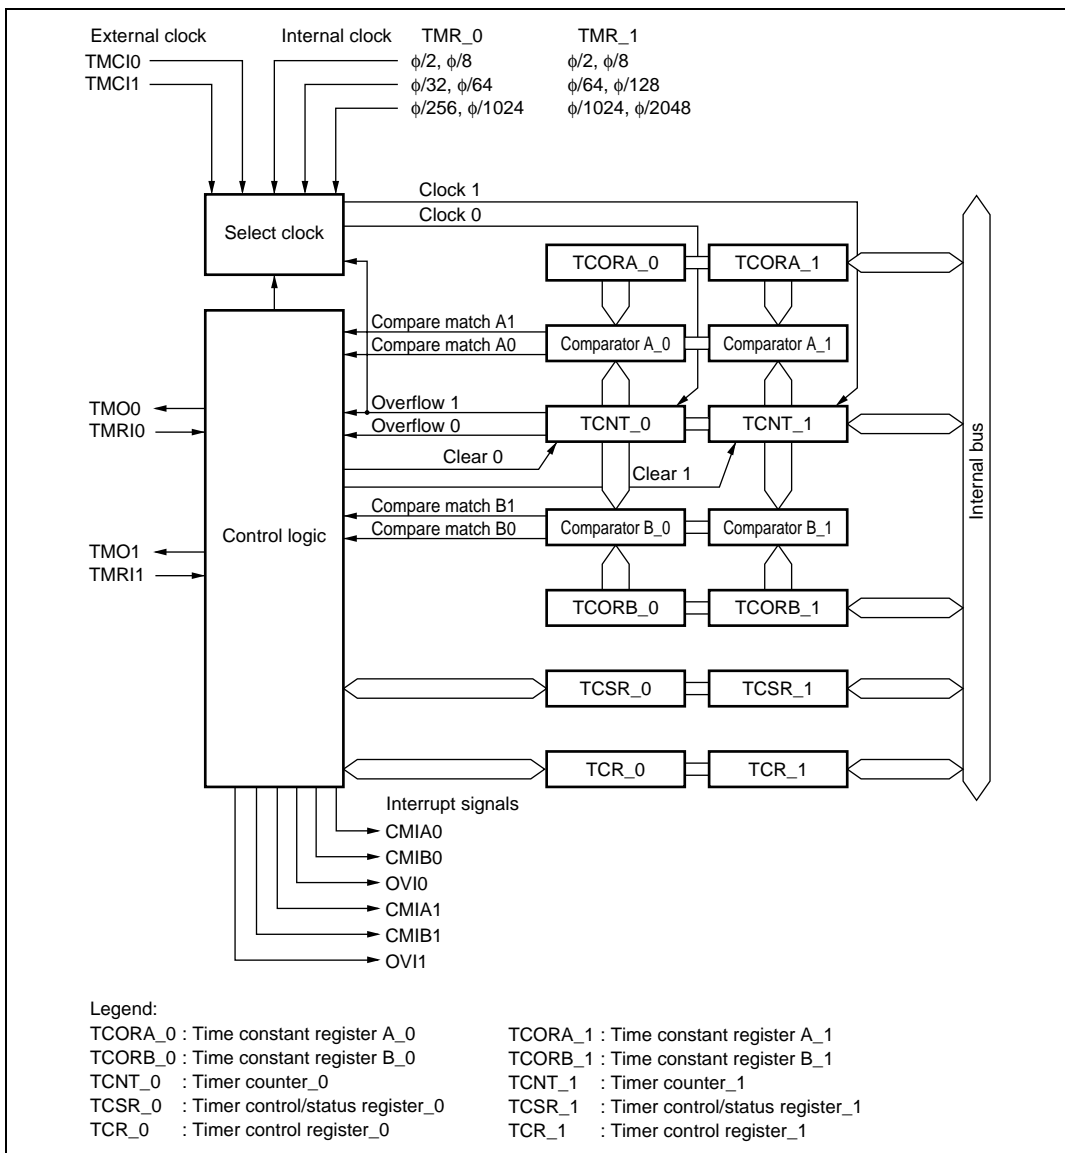 External clock
Internal clock
TMR_0
TMR_1
TMCI0
ϕ/2, ϕ/8
ϕ/2, ϕ/8
TMCI1
ϕ/32, ϕ/64
ϕ/64, ϕ/128
ϕ/256, ϕ/1024
ϕ/1024, ϕ/2048
Clock 1
Clock 0
Select clock
TCORA_0
TCORA_1
Compare match A1
Compare match A0
Comparator A_0
Comparator A_1
TMO0
TMRI0
Overflow 1
Overflow 0
TCNT_0
TCNT_1
Clear 0
Clear 1
Internal bus
Compare match B1
Compare match B0
Control logic
Comparator B_0
Comparator B_1
TMO1
TMRI1
TCORB_0
TCORB_1
TCSR_0
TCSR_1
TCR_0
TCR_1
Interrupt signals
CMIA0
CMIB0
OVI0
CMIA1
CMIB1
OVI1
Legend:
TCORA_0 : Time constant register A_0
TCORB_0 : Time constant register B_0
TCNT_0 : Timer counter_0
TCSR_0 : Timer control/status register_0
TCR_0 : Timer control register_0
TCORA_1 : Time constant register A_1
TCORB_1 : Time constant register B_1
TCNT_1 : Timer counter_1
TCSR_1 : Timer control/status register_1
TCR_1 : Timer control register_1